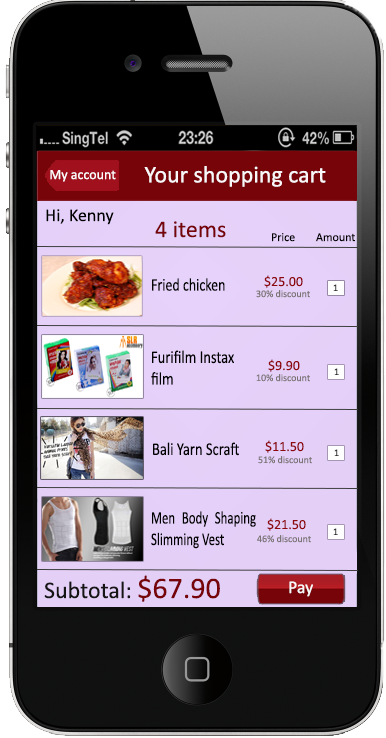 SingTel 23:26 42%
My account Your shopping cart
Hi, Kenny
4 items
Price Amount
Fried chicken $25.00 1
30% discount
SLR
Furifilm Instax $9.90 1
film 10% discount
Bali Yarn Scraft $11.50 1
51% discount
Men Body Shaping $21.50 1
Slimming Vest 46% discount
Subtotal: $67.90 Pay